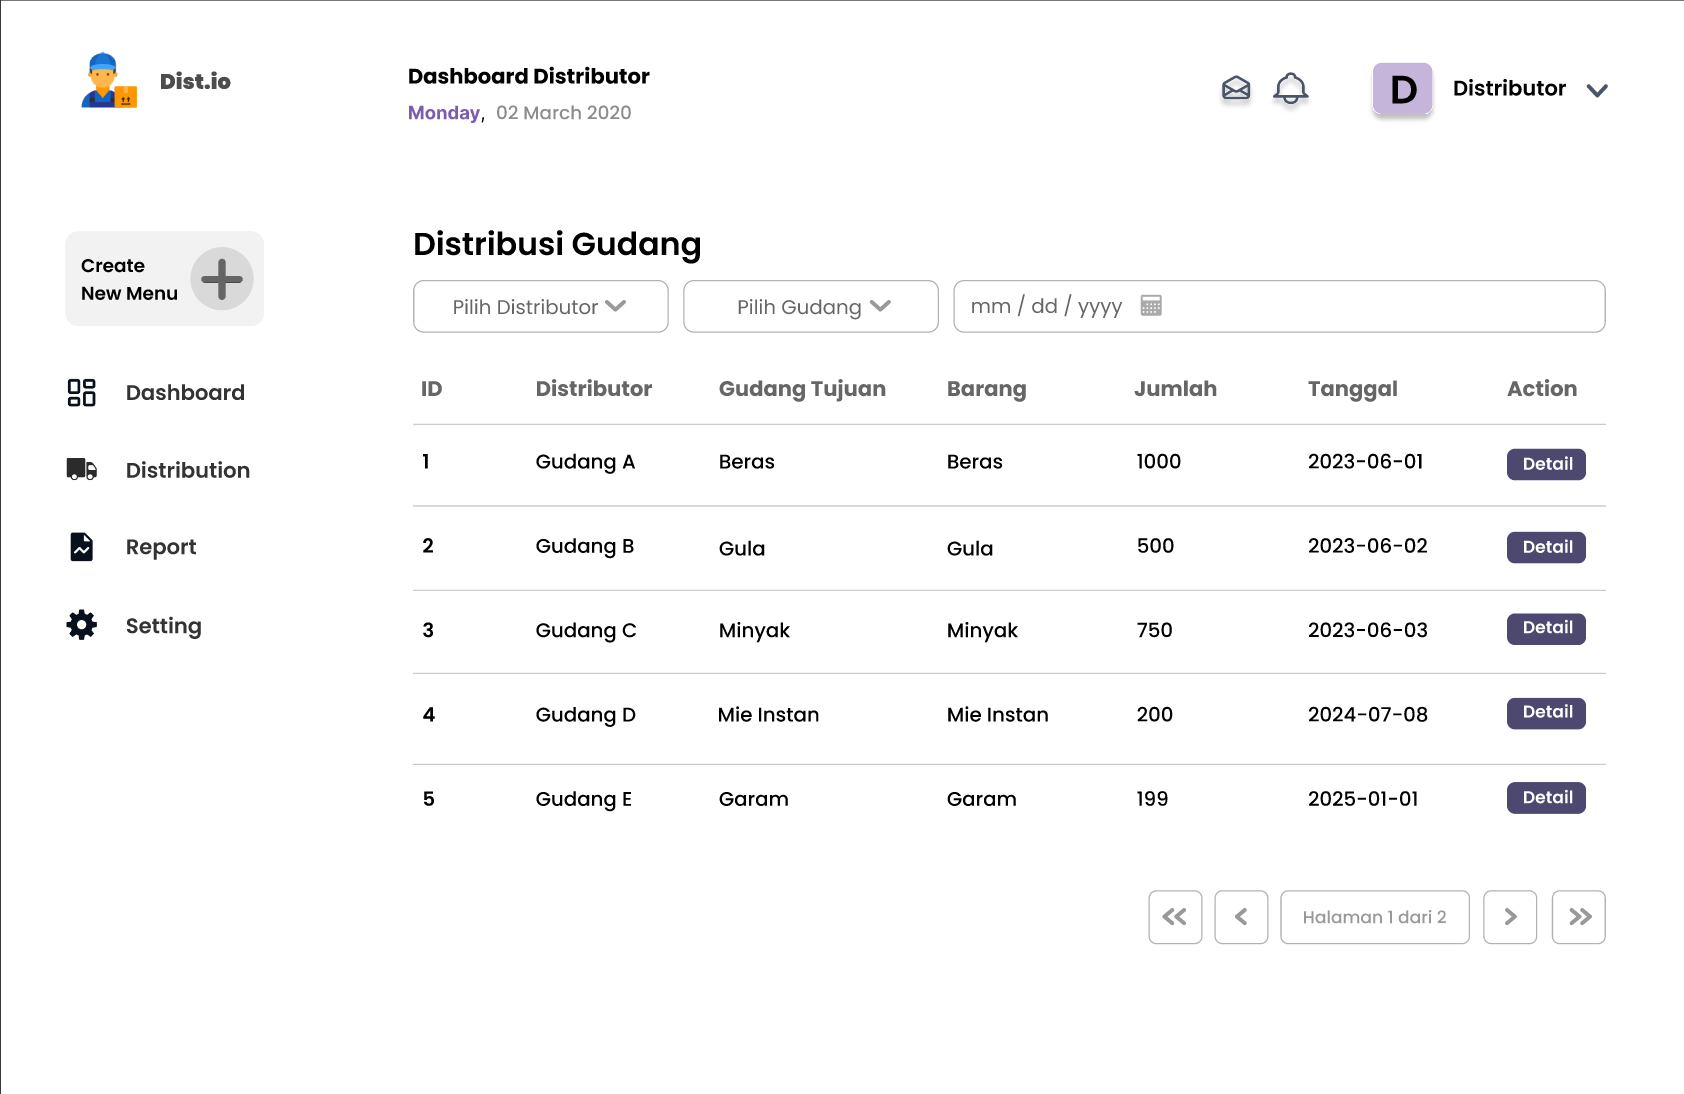 Dist.io
Dashboard Distributor
Monday, 02 March 2020
D
Distributor
Create
New Menu
Dashboard
Distribution
Report
Setting
Distribusi Gudang
Pilih Distributor
Pilih Gudang
mm / dd / yyyy
ID Distributor Gudang Tujuan Barang Jumlah Tanggal Action
1 Gudang A Beras Beras 1000 2023-06-01 Detail
2 Gudang B Gula Gula 500 2023-06-02 Detail
3 Gudang C Minyak Minyak 750 2023-06-03 Detail
4 Gudang D Mie Instan Mie Instan 200 2024-07-08 Detail
5 Gudang E Garam Garam 199 2025-01-01 Detail
Halaman 1 dari 2